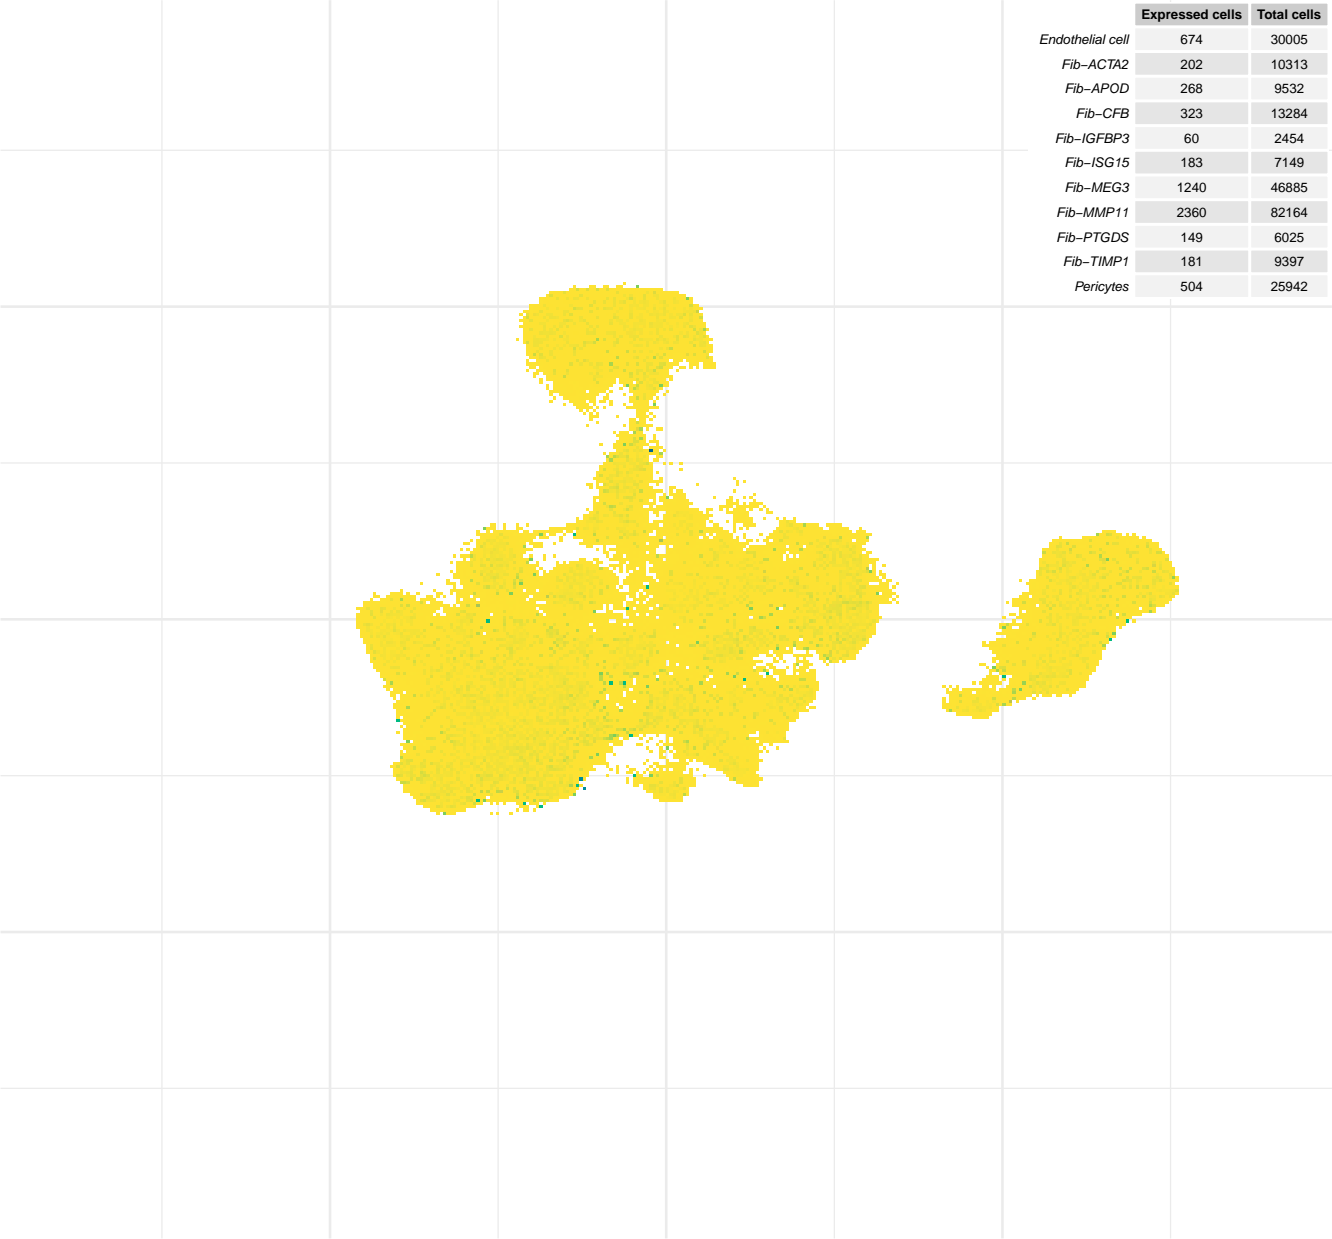 Expressed cells Total cells
Endothelial cell 674 30005
Fib−ACTA2 202 10313
Fib−APOD 268 9532
Fib−CFB 323 13284
Fib−IGFBP3 60 2454
Fib−ISG15 183 7149
Fib−MEG3 1240 46885
Fib−MMP11 2360 82164
Fib−PTGDS 149 6025
Fib−TIMP1 181 9397
Pericytes 504 25942